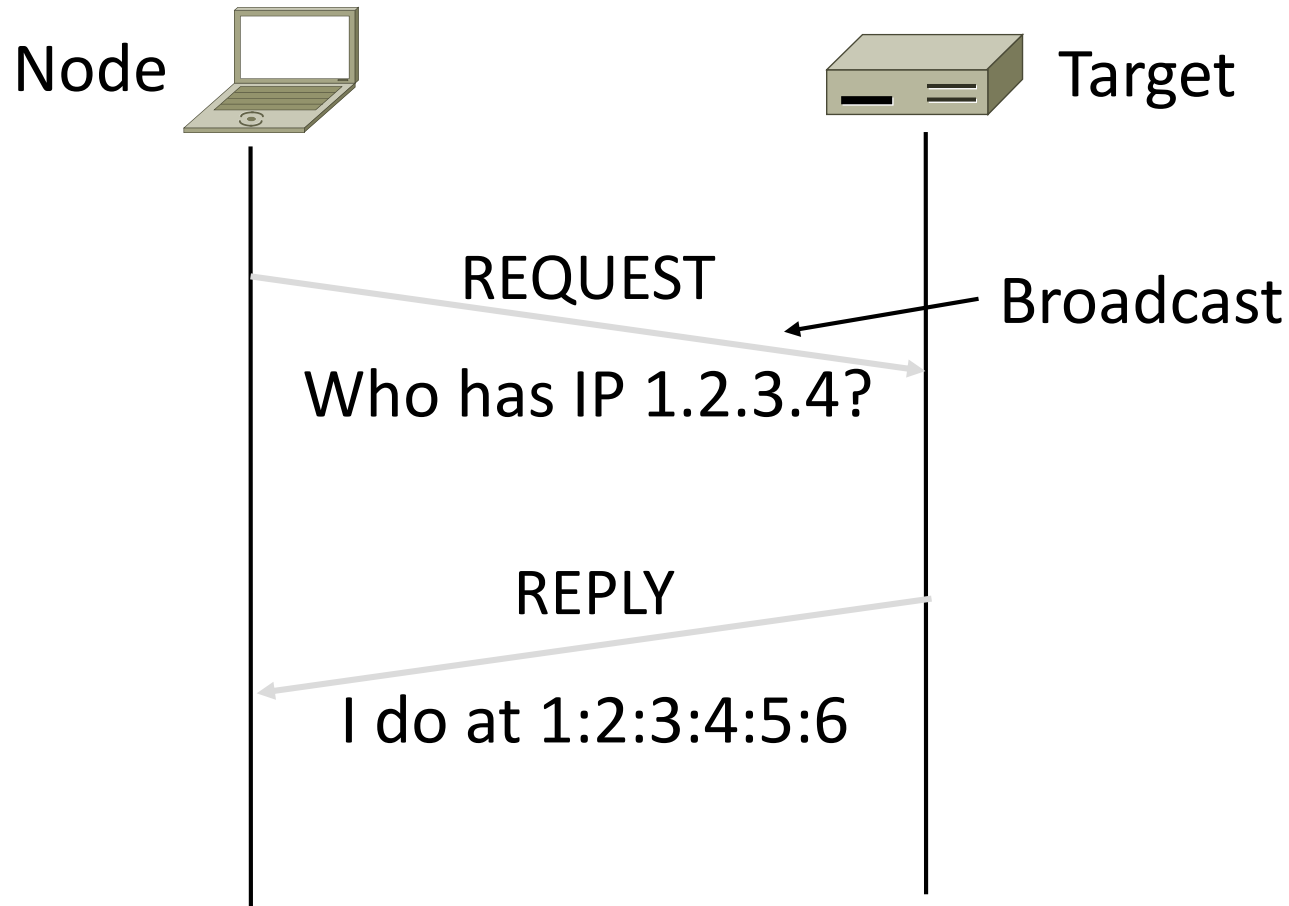 Node
Target
REQUEST
Broadcast
Who has IP 1.2.3.4?
REPLY
I do at 1:2:3:4:5:6